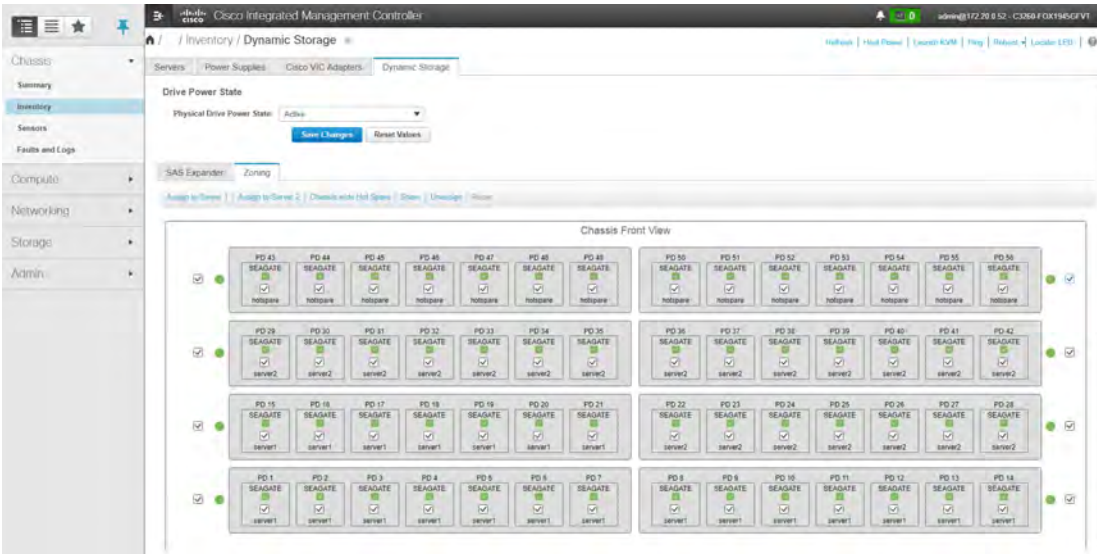 cisco Cisco Integrated Management Controller
0 admin@172.20.0.52 - C3260-FOX1945GFV1
/ / Inventory / Dynamic Storage
Refresh | Host Power | Launch KVM | Ping | Reboot | Locator LED
Chassis
Summary
Inventory
Sensors
Faults and Logs
Compute
Networking
Storage
Admin
Servers Power Supplies Cisco VIC Adapters Dynamic Storage
Drive Power State
Physical Drive Power State: Active
Save Changes Reset Values
SAS Expander Zoning
Assign to Server 1 | Assign to Server 2 | Chassis wide Hot Spare | Share | Unassign
Chassis Front View
PD 43 PD 44 PD 45 PD 46 PD 47 PD 48 PD 49 PD 50 PD 51 PD 52 PD 53 PD 54 PD 55 PD 56
SEAGATE SEAGATE SEAGATE SEAGATE SEAGATE SEAGATE SEAGATE SEAGATE SEAGATE SEAGATE SEAGATE SEAGATE SEAGATE SEAGATE
hotspare hotspare hotspare hotspare hotspare hotspare hotspare hotspare hotspare hotspare hotspare hotspare hotspare hotspare
PD 29 PD 30 PD 31 PD 32 PD 33 PD 34 PD 35 PD 36 PD 37 PD 38 PD 39 PD 40 PD 41 PD 42
SEAGATE SEAGATE SEAGATE SEAGATE SEAGATE SEAGATE SEAGATE SEAGATE SEAGATE SEAGATE SEAGATE SEAGATE SEAGATE SEAGATE
server2 server2 server2 server2 server2 server2 server2 server2 server2 server2 server2 server2 server2 server2
PD 15 PD 16 PD 17 PD 18 PD 19 PD 20 PD 21 PD 22 PD 23 PD 24 PD 25 PD 26 PD 27 PD 28
SEAGATE SEAGATE SEAGATE SEAGATE SEAGATE SEAGATE SEAGATE SEAGATE SEAGATE SEAGATE SEAGATE SEAGATE SEAGATE SEAGATE
server1 server1 server1 server1 server1 server1 server1 server2 server2 server2 server2 server2 server2 server2
PD 1 PD 2 PD 3 PD 4 PD 5 PD 6 PD 7 PD 8 PD 9 PD 10 PD 11 PD 12 PD 13 PD 14
SEAGATE SEAGATE SEAGATE SEAGATE SEAGATE SEAGATE SEAGATE SEAGATE SEAGATE SEAGATE SEAGATE SEAGATE SEAGATE SEAGATE
server1 server1 server1 server1 server1 server1 server1 server1 server1 server1 server1 server1 server1 server1